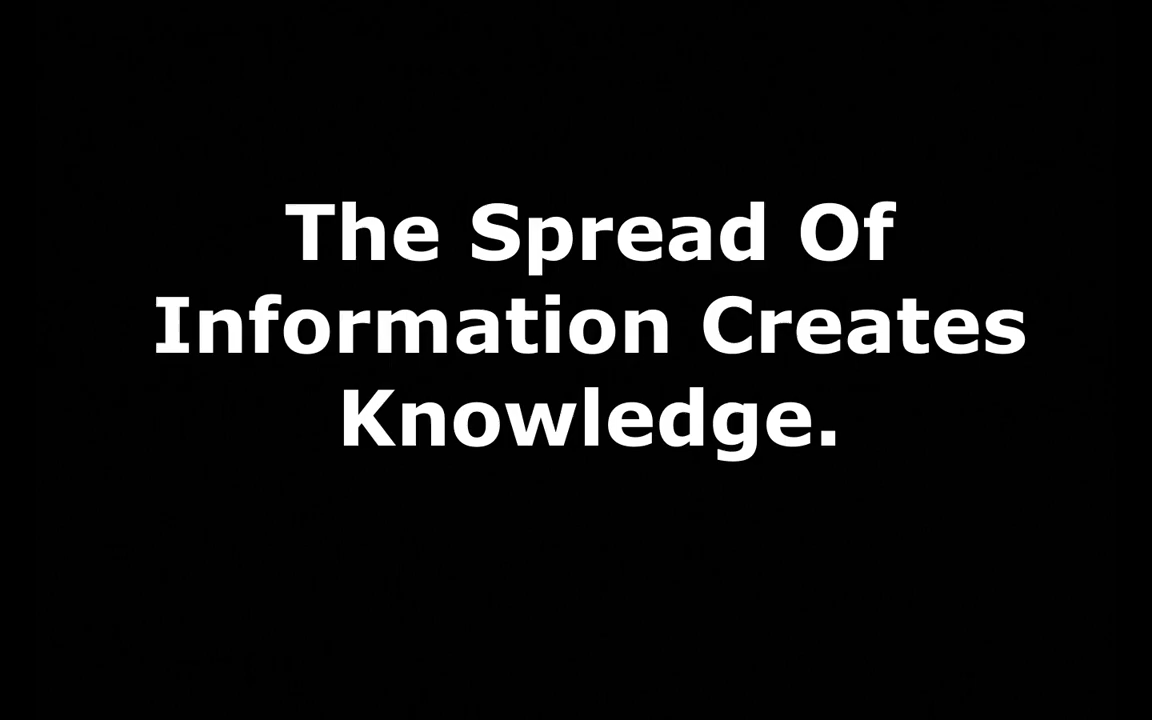 The Spread Of
Information Creates
Knowledge.